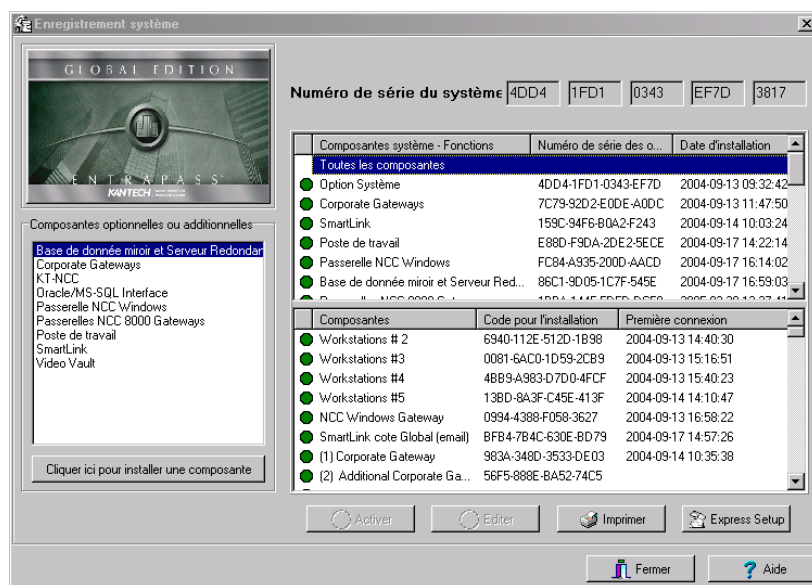 Enregistrement système
GLOBAL EDITION
ENTRAPASS
KANTECH
Numéro de série du système 4DD4 1FD1 0343 EF7D 3817
Composantes système - Fonctions Numéro de série des o... Date d'installation
Toutes les composantes
Option Système 4DD4-1FD1-0343-EF7D 2004-09-13 09:32:42
Corporate Gateways 7C79-92D2-E0DE-A0DC 2004-09-13 11:47:50
SmartLink 159C-94F6-B0A2-F243 2004-09-14 10:03:24
Poste de travail E88D-F9DA-2DE2-5ECE 2004-09-17 14:22:14
Passerelle NCC Windows FC84-A935-200D-AACD 2004-09-17 16:14:02
Base de donnée miroir et Serveur Red... 86C1-9D05-1C7F-545E 2004-09-17 16:59:03
Composantes optionnelles ou additionnelles
Base de donnée miroir et Serveur Redondan
Corporate Gateways
KT-NCC
Oracle/MS-SQL Interface
Passerelle NCC Windows
Passerelles NCC 8000 Gateways
Poste de travail
SmartLink
Video Vault
Cliquer ici pour installer une composante
Composantes Code pour l'installation Première connexion
Workstations # 2 6940-112E-512D-1B98 2004-09-13 14:40:30
Workstations #3 0081-6AC0-1D59-2CB9 2004-09-13 15:16:51
Workstations #4 4BB9-A983-D7D0-4FCF 2004-09-13 15:40:23
Workstations #5 13BD-8A3F-C45E-413F 2004-09-14 14:10:47
NCC Windows Gateway 0994-4388-F058-3627 2004-09-13 16:58:22
SmartLink cote Global (email) BFB4-7B4C-630E-BD79 2004-09-17 14:57:26
(1) Corporate Gateway 983A-348D-3533-DE03 2004-09-14 10:35:38
(2) Additional Corporate Ga... 56F5-888E-BA52-74C5
Activer
Editer
Imprimer
Express Setup
Fermer
Aide